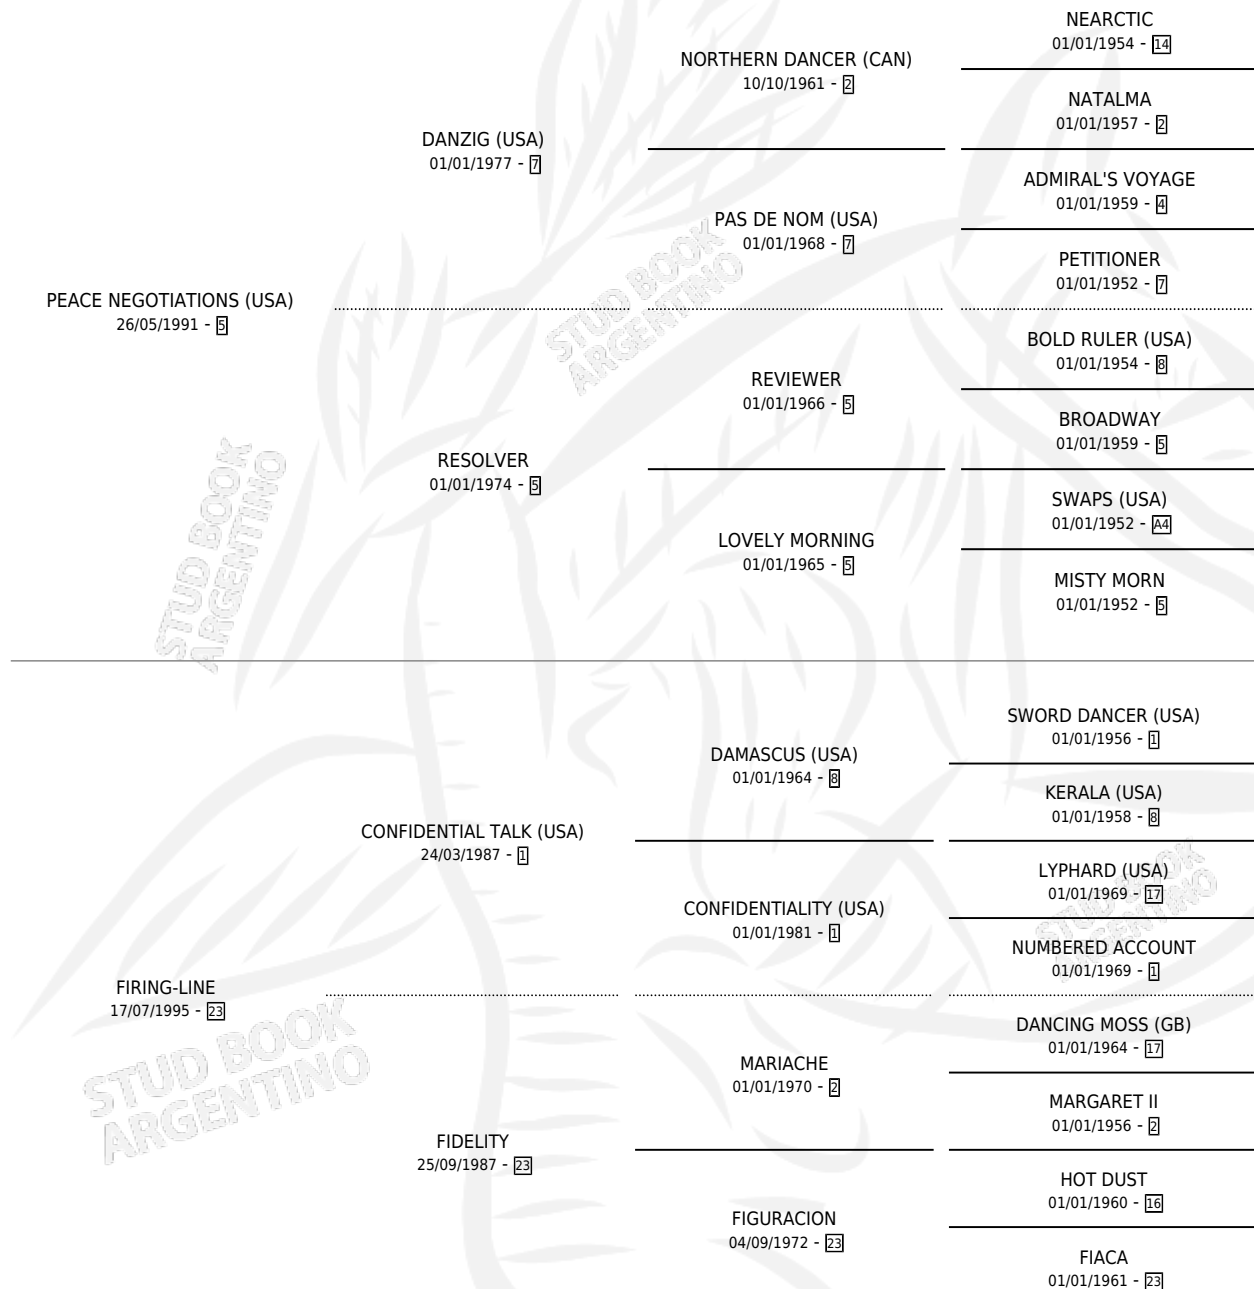 NEARCTIC
01/01/1954 - 14
NORTHERN DANCER (CAN)
10/10/1961 - 2
NATALMA
01/01/1957 - 2
DANZIG (USA)
01/01/1977 - 7
ADMIRAL'S VOYAGE
01/01/1959 - 4
PAS DE NOM (USA)
01/01/1968 - 7
PETITIONER
01/01/1952 - 7
PEACE NEGOTIATIONS (USA)
26/05/1991 - 5
BOLD RULER (USA)
01/01/1954 - 8
REVIEWER
01/01/1966 - 5
BROADWAY
01/01/1959 - 5
RESOLVER
01/01/1974 - 5
SWAPS (USA)
01/01/1952 - A4
LOVELY MORNING
01/01/1965 - 5
MISTY MORN
01/01/1952 - 5
SWORD DANCER (USA)
01/01/1956 - 1
DAMASCUS (USA)
01/01/1964 - 8
KERALA (USA)
01/01/1958 - 8
CONFIDENTIAL TALK (USA)
24/03/1987 - 1
LYPHARD (USA)
01/01/1969 - 17
CONFIDENTIALITY (USA)
01/01/1981 - 1
NUMBERED ACCOUNT
01/01/1969 - 1
FIRING-LINE
17/07/1995 - 23
DANCING MOSS (GB)
01/01/1964 - 17
MARIACHE
01/01/1970 - 2
MARGARET II
01/01/1956 - 2
FIDELITY
25/09/1987 - 23
HOT DUST
01/01/1960 - 16
FIGURACION
04/09/1972 - 23
FIACA
01/01/1961 - 23
STUD BOOK
ARGENTINO
STUD BOOK
ARGENTINO
STUD BOOK
ARGENTINO
STUD BOOK
ARGENTINO